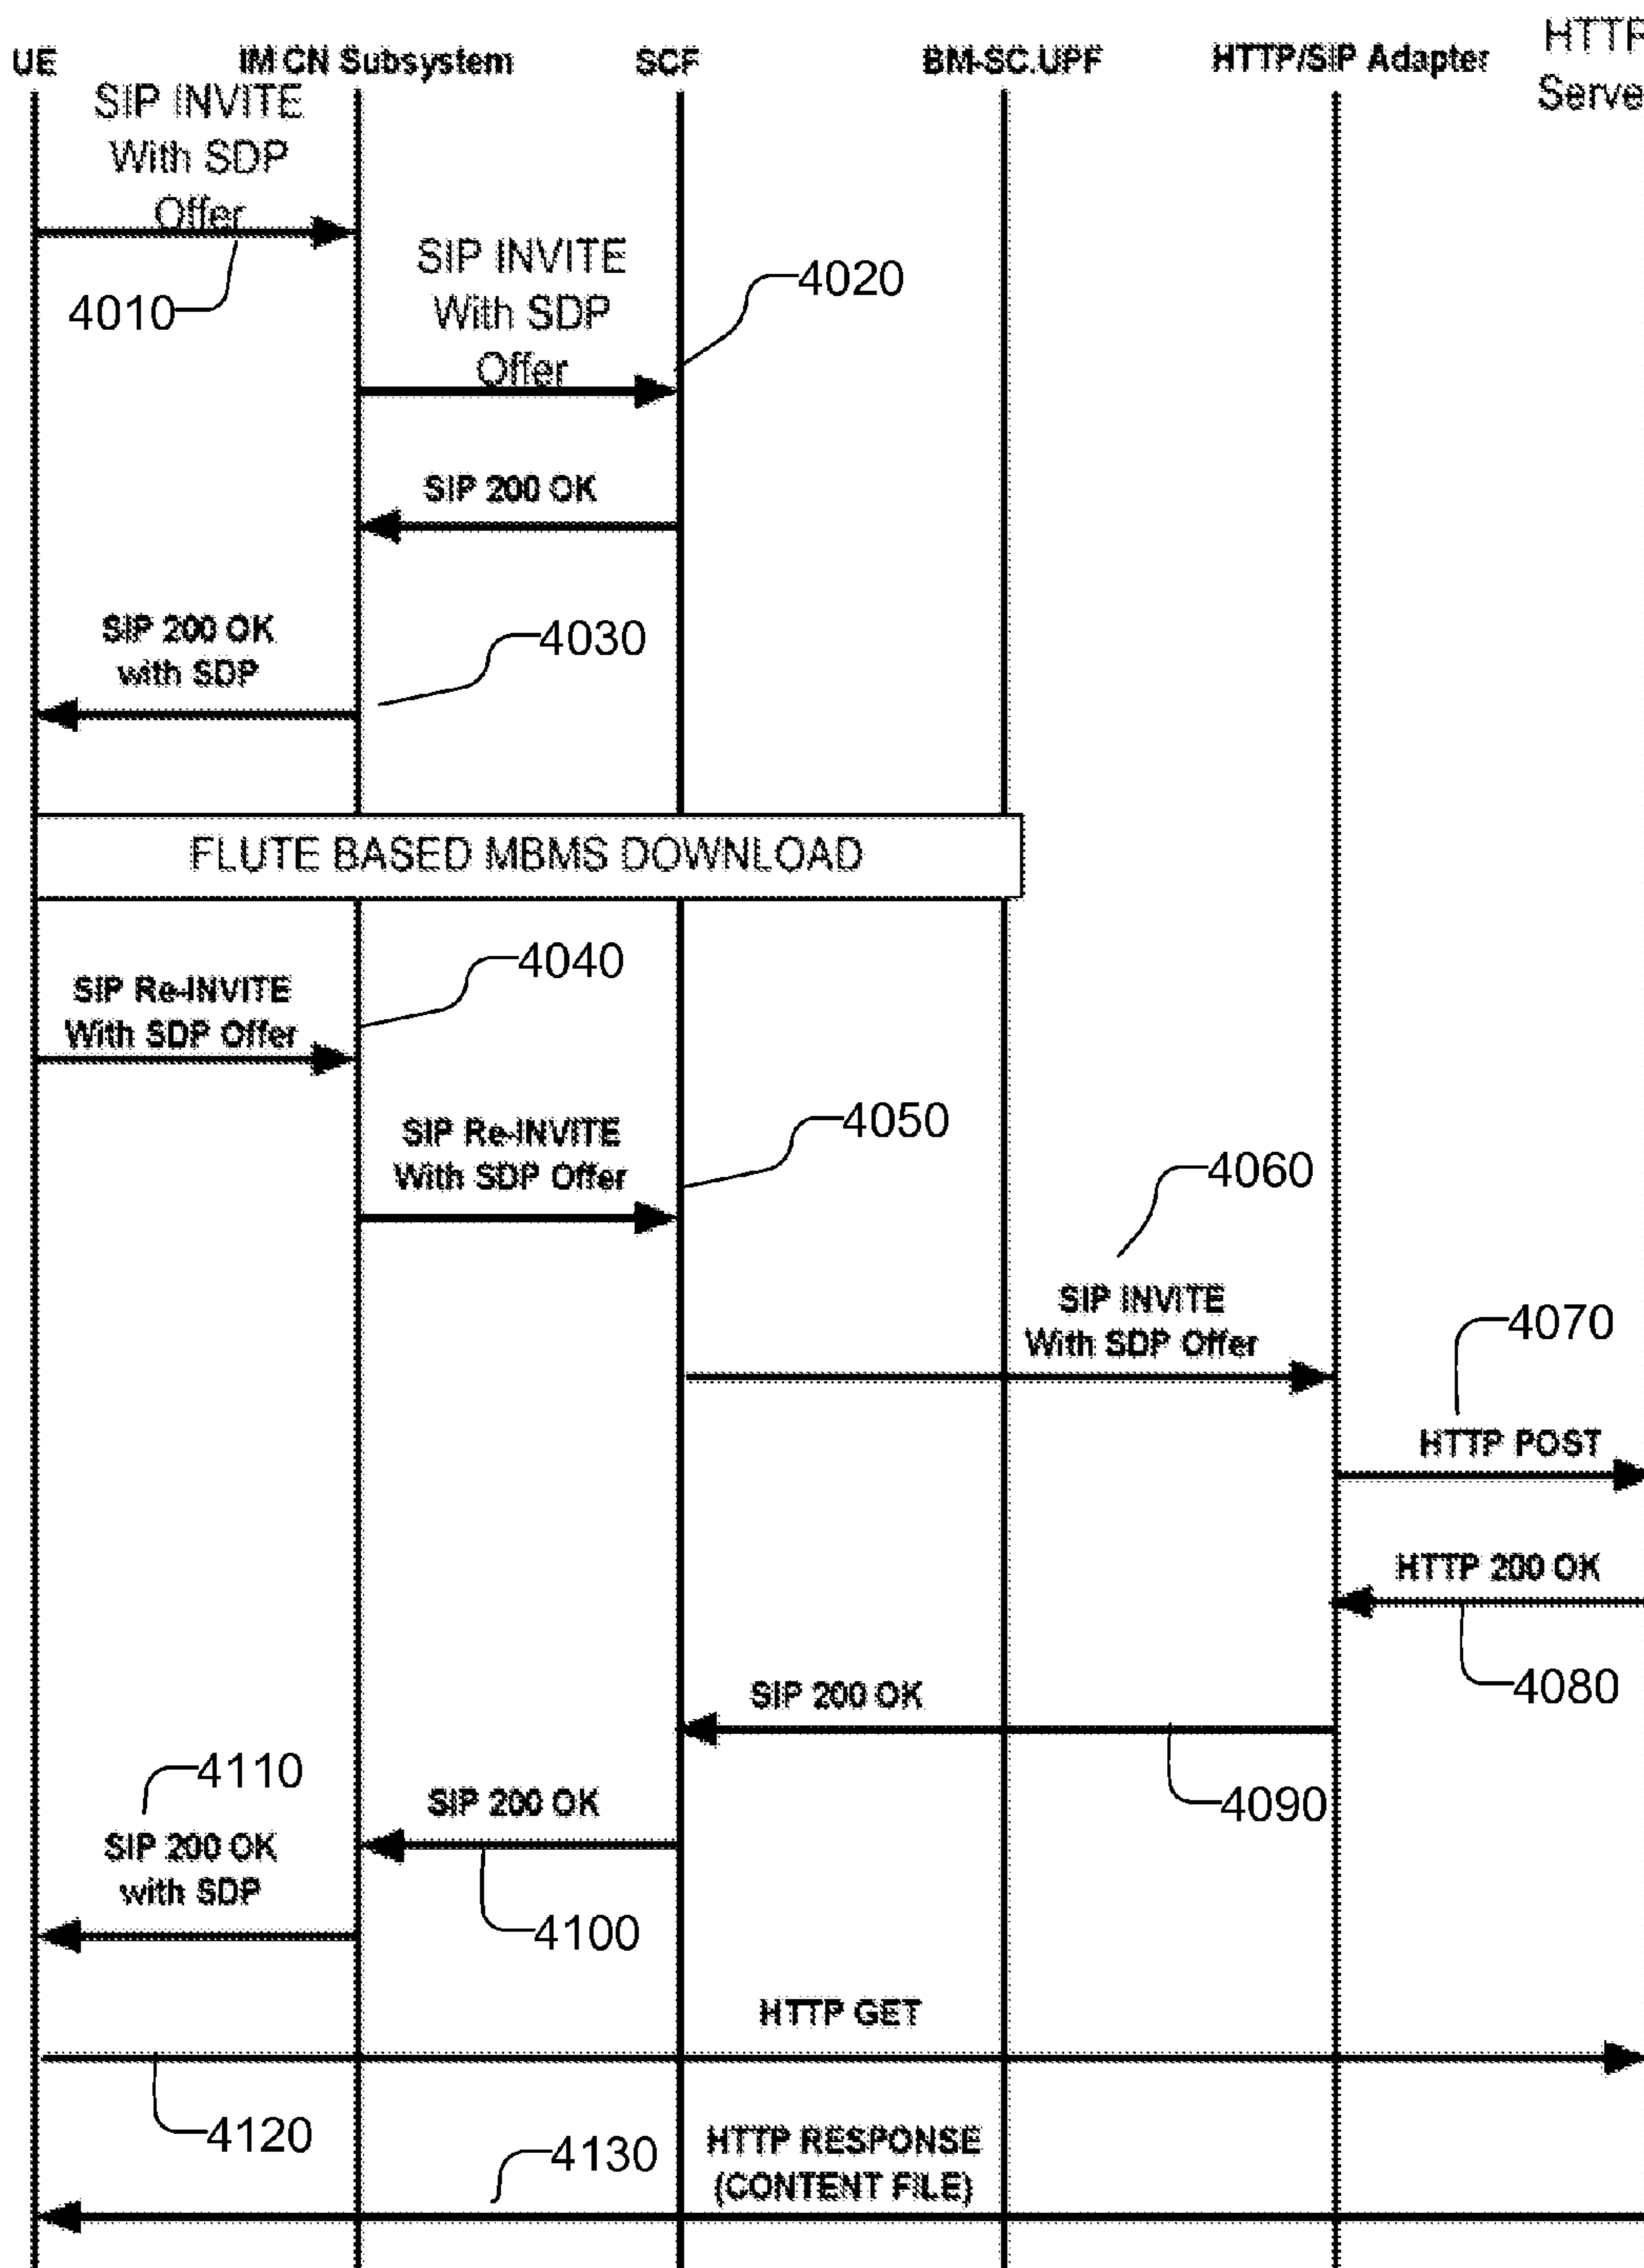 UE
IM CN Subsystem
SCF
BM-SC.UPF
HTTP/SIP Adapter
HTTP
Serve
SIP INVITE
With SDP
Offer
4010
SIP INVITE
With SDP
Offer
4020
SIP 200 OK
SIP 200 OK
with SDP
4030
FLUTE BASED MBMS DOWNLOAD
SIP Re-INVITE
With SDP Offer
4040
SIP Re-INVITE
With SDP Offer
4050
4060
SIP INVITE
With SDP Offer
4070
HTTP POST
HTTP 200 OK
4080
SIP 200 OK
4090
SIP 200 OK
4100
4110
SIP 200 OK
with SDP
HTTP GET
4120
4130
HTTP RESPONSE
(CONTENT FILE)